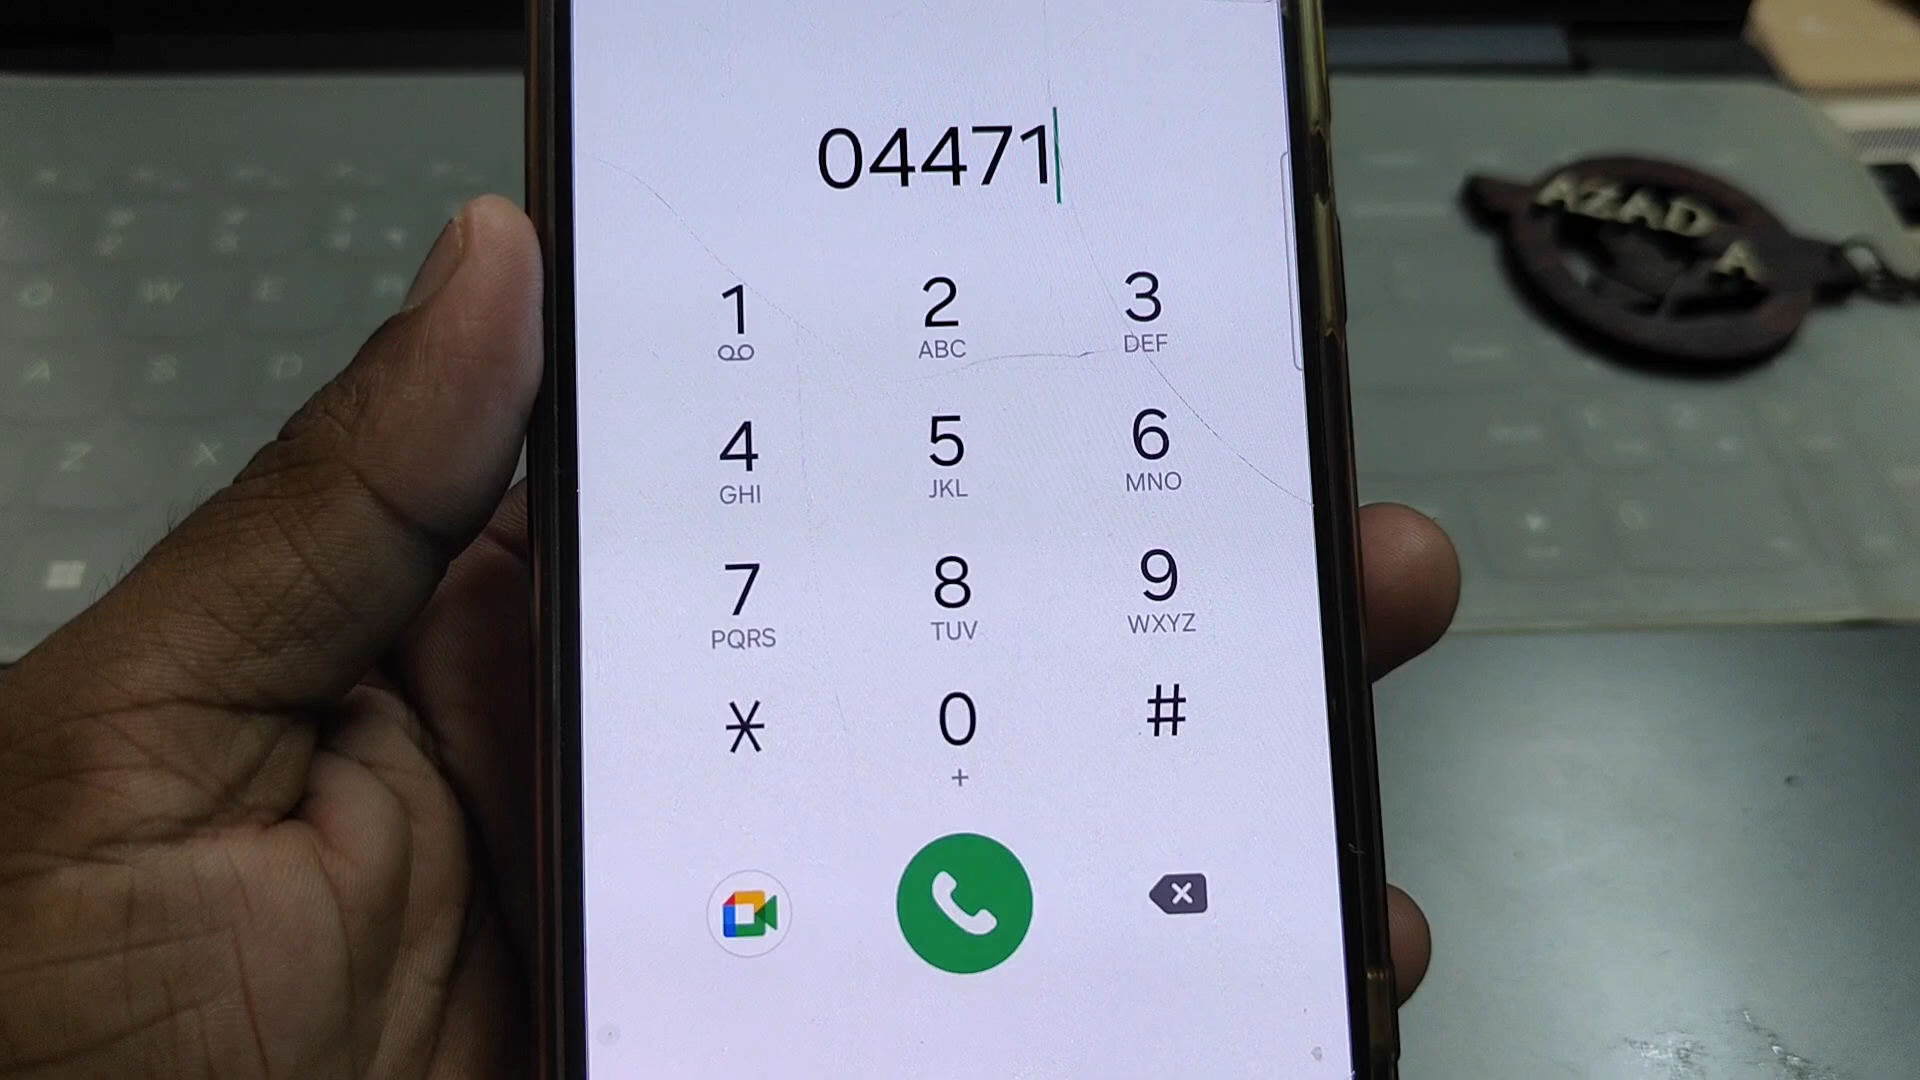 04471
1 2 3
ABC DEF
4 5 6
GHI JKL MNO
7 8 9
PQRS TUV WXYZ
* 0 #
+
AZAD A
Q W E
A S D
Z X